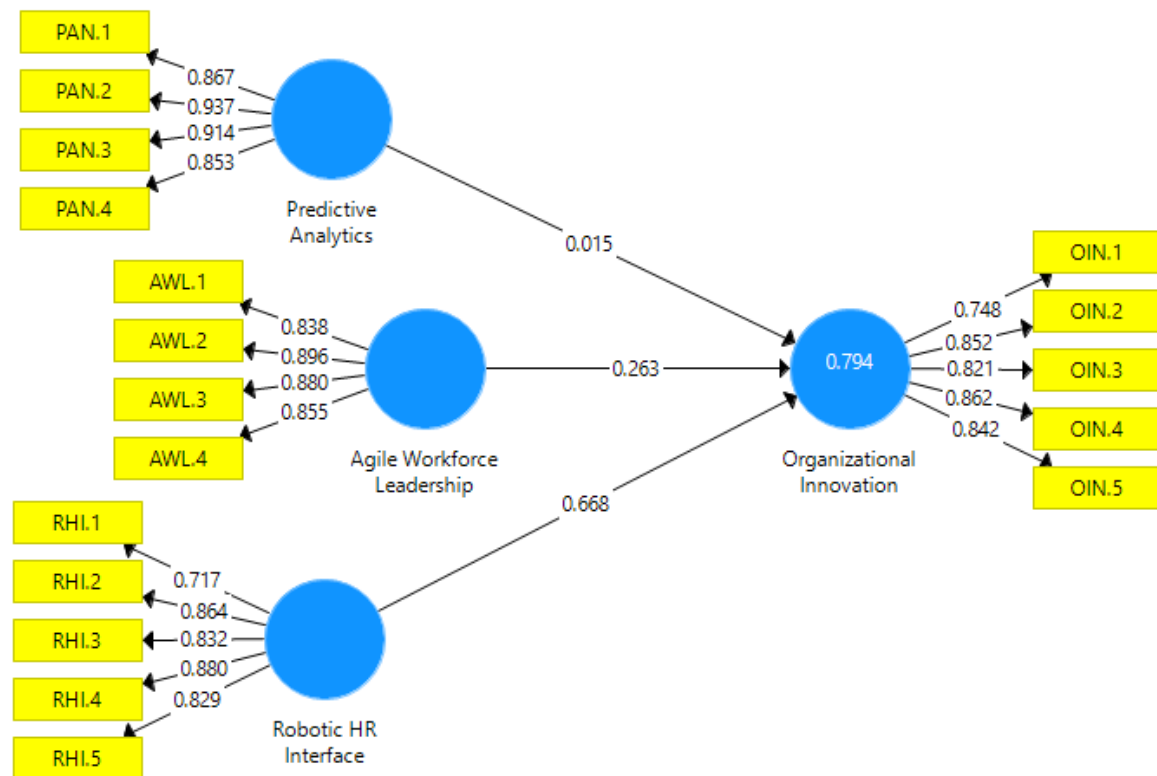 PAN.1
PAN.2
PAN.3
PAN.4
0.867
0.937
0.914
0.853
Predictive
Analytics
0.015
AWL.1
AWL.2
AWL.3
AWL.4
0.838
0.896
0.880
0.855
Agile Workforce
Leadership
0.263
RHI.1
RHI.2
RHI.3
RHI.4
RHI.5
0.717
0.864
0.832
0.880
0.829
Robotic HR
Interface
0.668
0.794
Organizational
Innovation
0.748
0.852
0.821
0.862
0.842
OIN.1
OIN.2
OIN.3
OIN.4
OIN.5